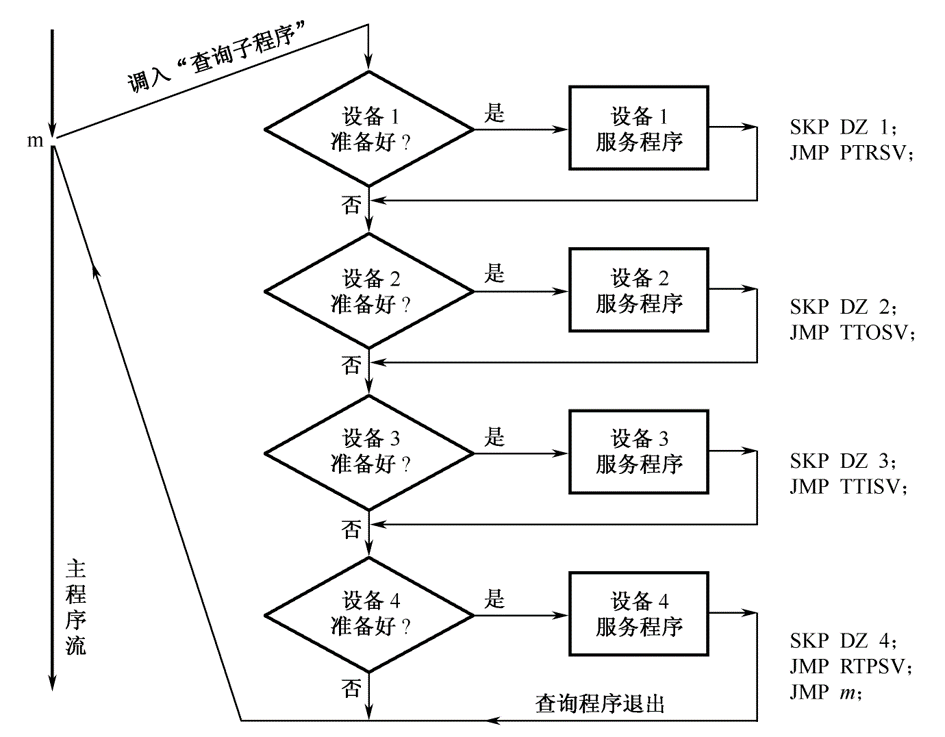 调入“查询子程序”
m
设备 1
准备好?
是
设备 1
服务程序
SKP DZ 1;
JMP PTRSV;
否
设备 2
准备好?
是
设备 2
服务程序
SKP DZ 2;
JMP TTOSV;
否
设备 3
准备好?
是
设备 3
服务程序
SKP DZ 3;
JMP TTISV;
否
主程序流
设备 4
准备好?
是
设备 4
服务程序
SKP DZ 4;
JMP RTPSV;
JMP m;
否
查询程序退出